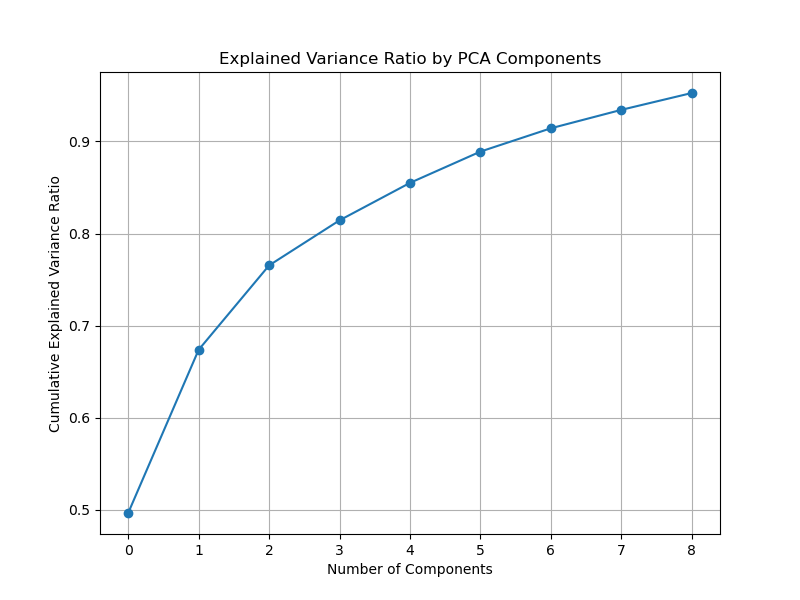 Explained Variance Ratio by PCA Components
Cumulative Explained Variance Ratio
0.9
0.8
0.7
0.6
0.5
0 1 2 3 4 5 6 7 8
Number of Components